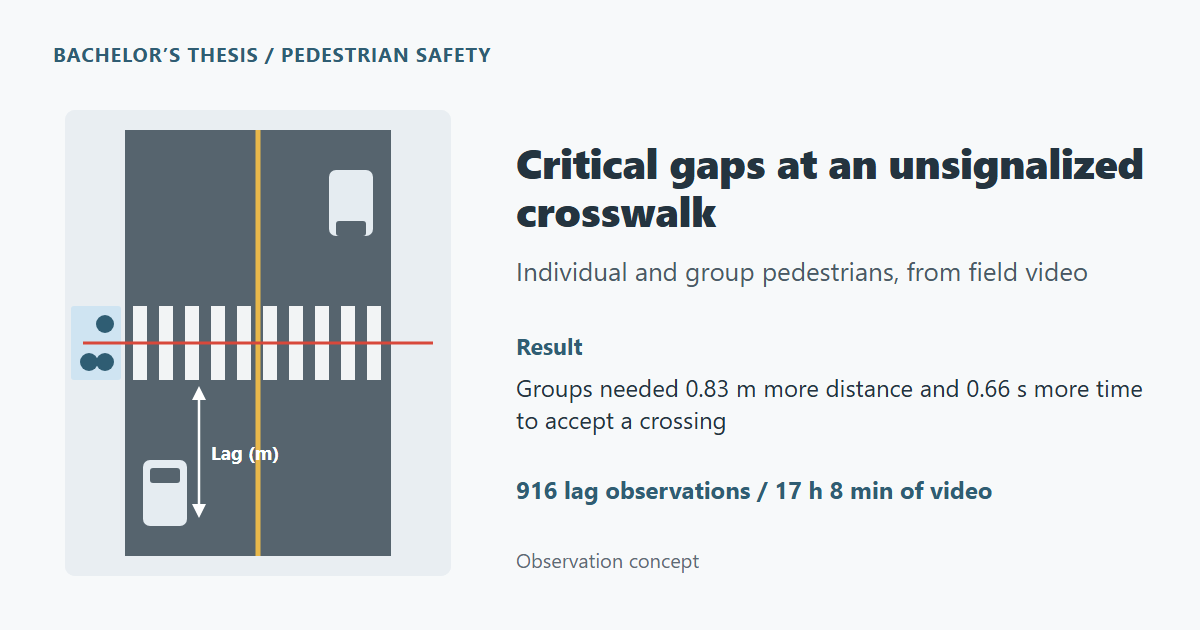 BACHELOR’S THESIS / PEDESTRIAN SAFETY
Lag (m)
Critical gaps at an unsignalized
crosswalk
Individual and group pedestrians, from field video
Result
Groups needed 0.83 m more distance and 0.66 s more time
to accept a crossing
916 lag observations / 17 h 8 min of video
Observation concept